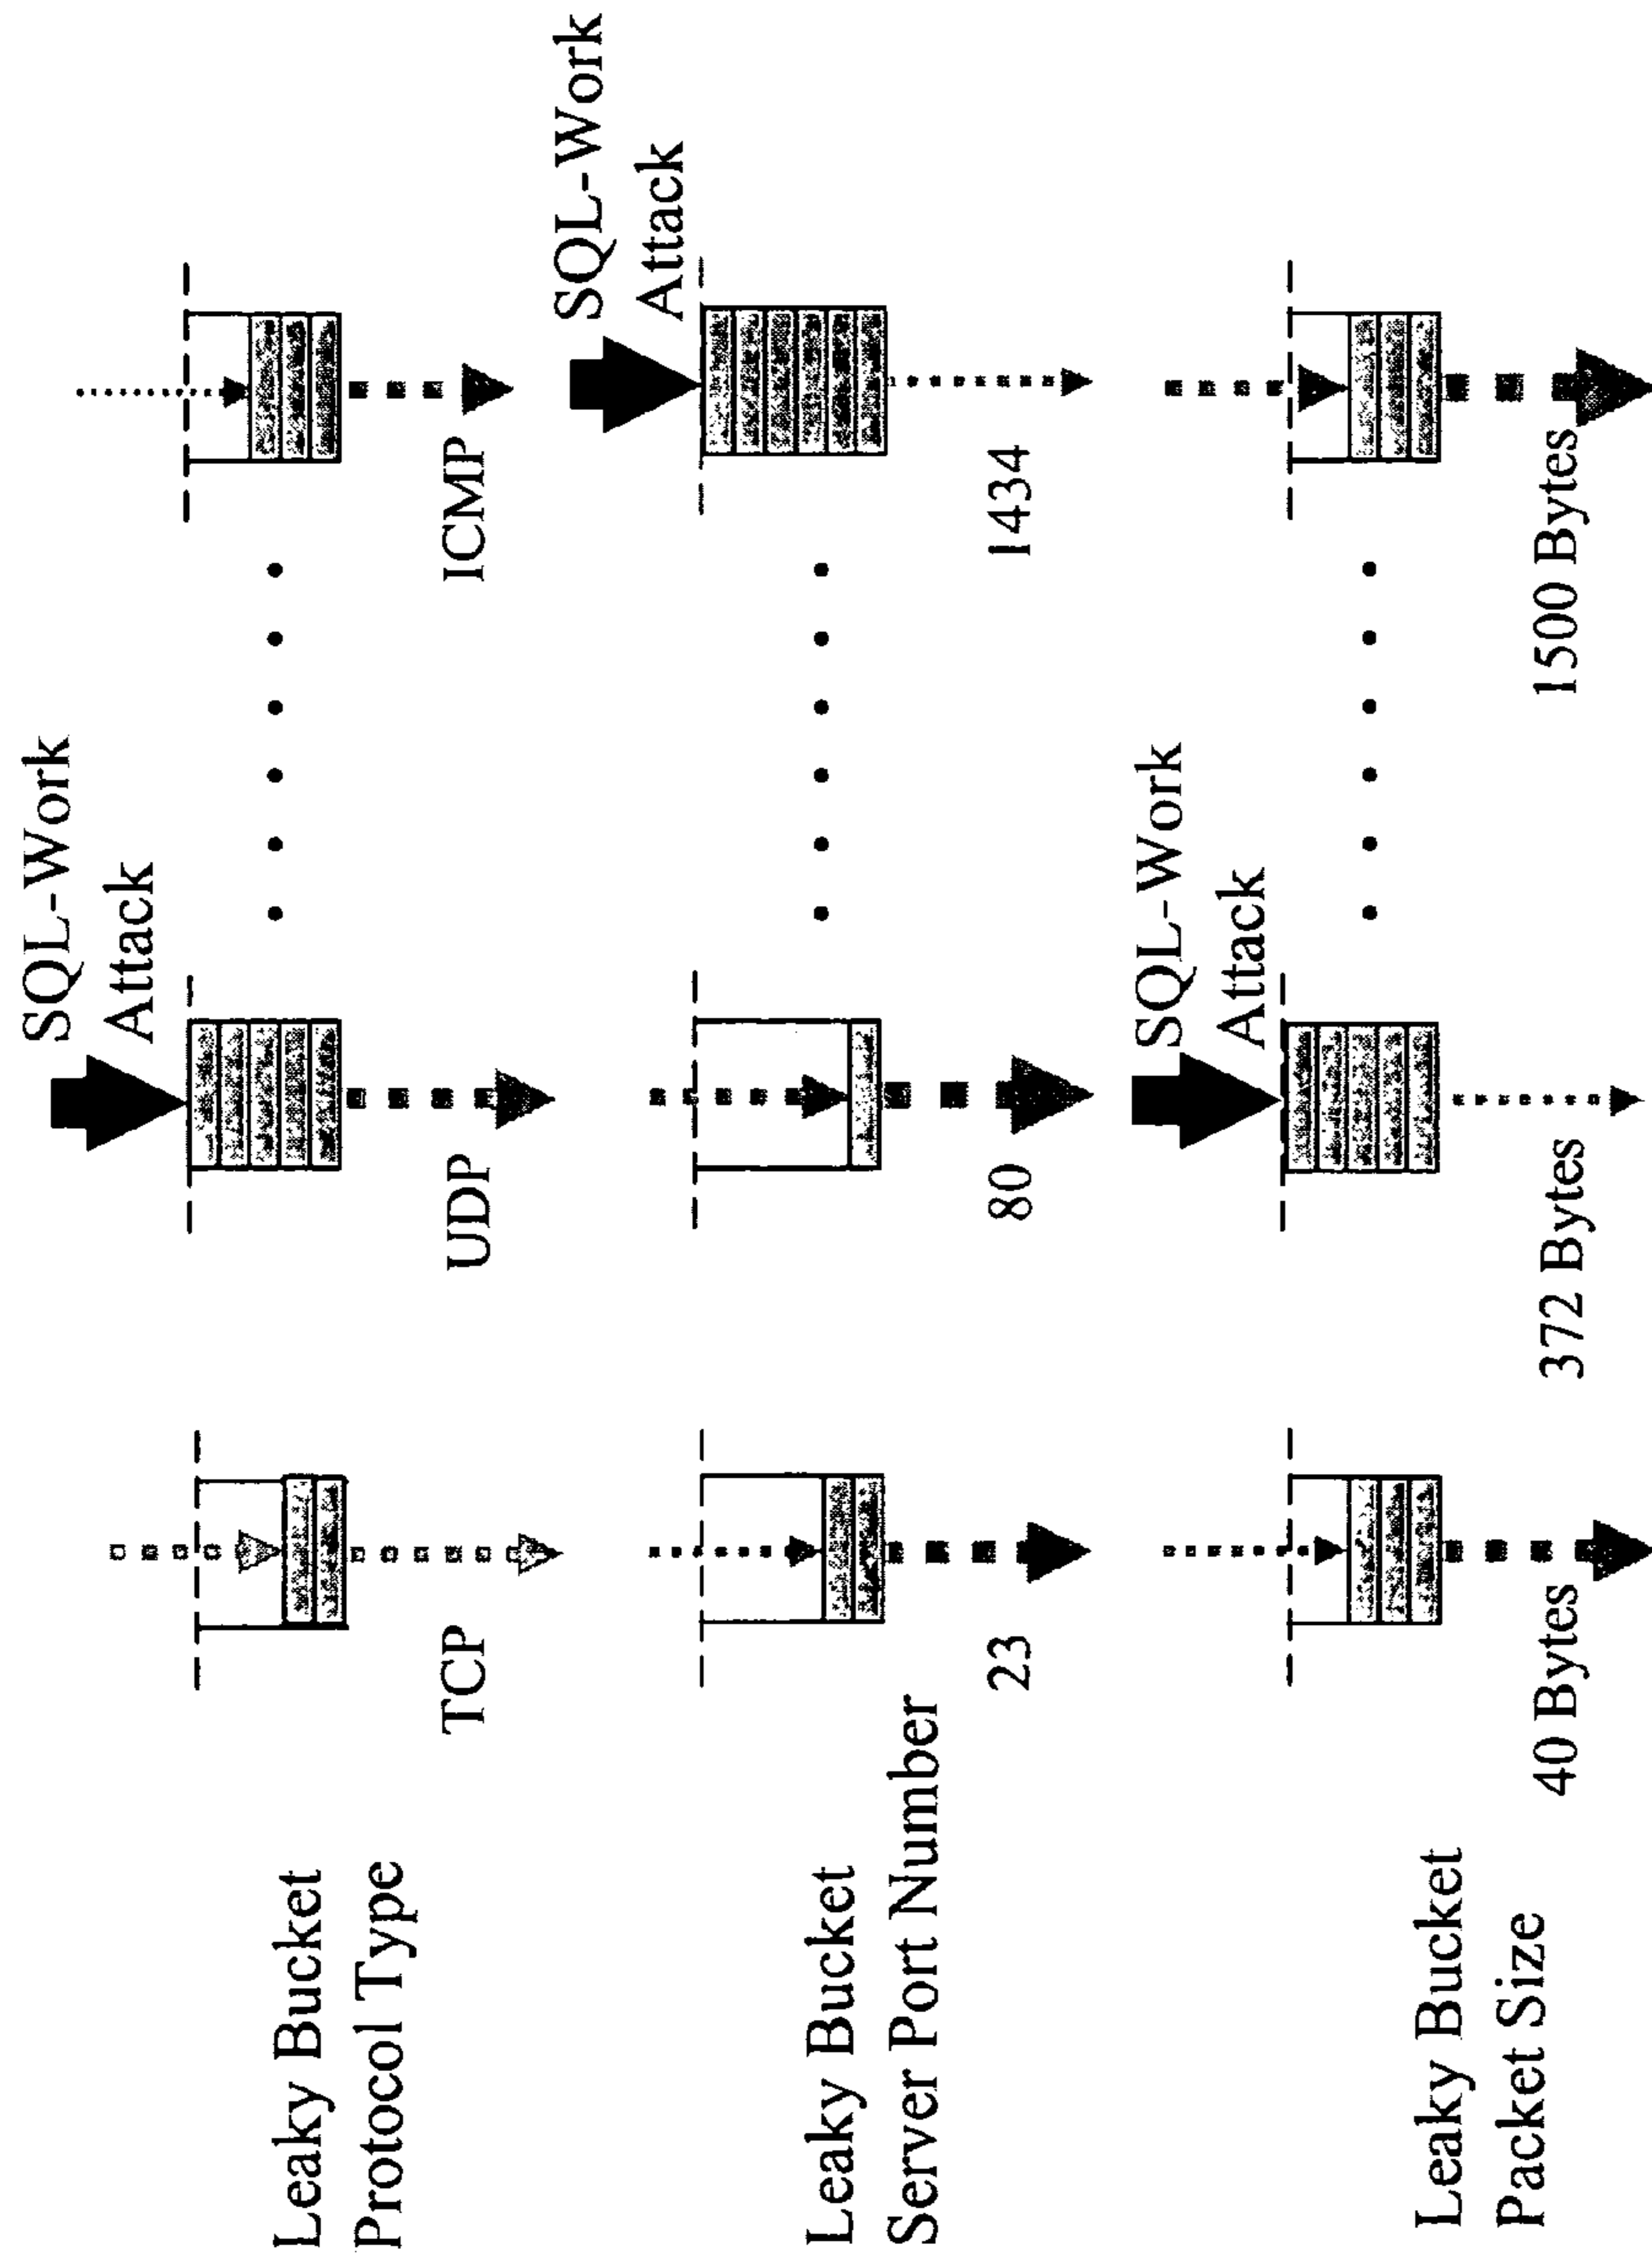 SQL-Work
Attack
Leaky Bucket
Protocol Type
TCP
UDP
ICMP
SQL-Work
Attack
Leaky Bucket
Server Port Number
23
80
1434
SQL-Work
Attack
Leaky Bucket
Packet Size
40 Bytes
372 Bytes
1500 Bytes